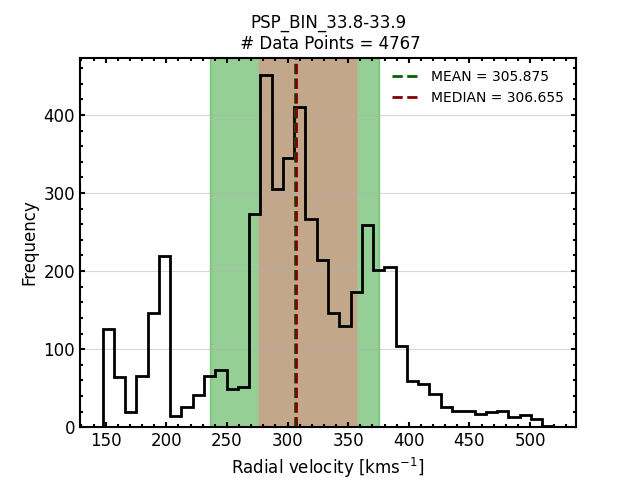 PSP_BIN_33.8-33.9
# Data Points = 4767
MEAN = 305.875
MEDIAN = 306.655
Frequency
400
300
200
100
0
150 200 250 300 350 400 450 500
Radial velocity [kms⁻¹]